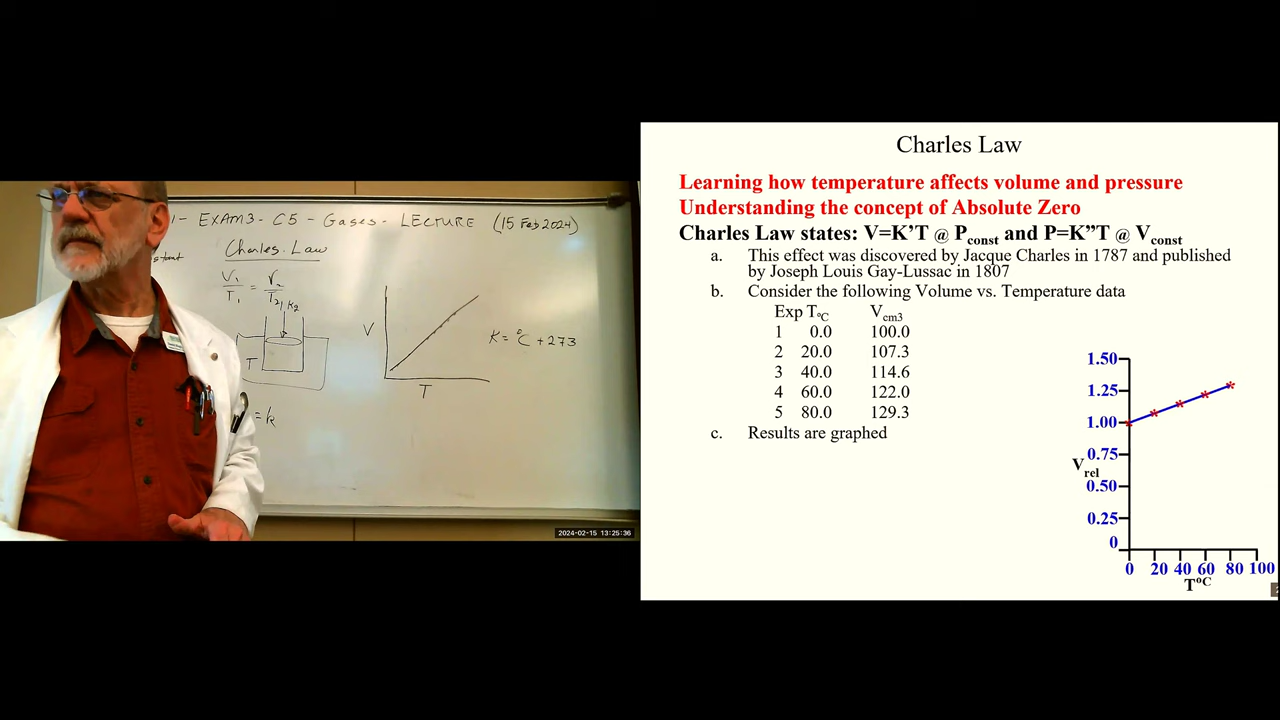 1- EXAM3 - C5 - Gases - LECTURE (15 Feb 2024)
Charles. Law
V1 = V2
T1 T2, K2
V
K = °C + 273
T
T
= k
2024-02-15 13:25:36
Charles Law
Learning how temperature affects volume and pressure
Understanding the concept of Absolute Zero
Charles Law states: V=K’T @ Pconst and P=K”T @ Vconst
a. This effect was discovered by Jacque Charles in 1787 and published
by Joseph Louis Gay-Lussac in 1807
b. Consider the following Volume vs. Temperature data
Exp T°C Vcm3
1 0.0 100.0
2 20.0 107.3
3 40.0 114.6
4 60.0 122.0
5 80.0 129.3
c. Results are graphed
1.50
1.25
1.00
0.75
Vrel
0.50
0.25
0
0 20 40 60 80 100
T°C